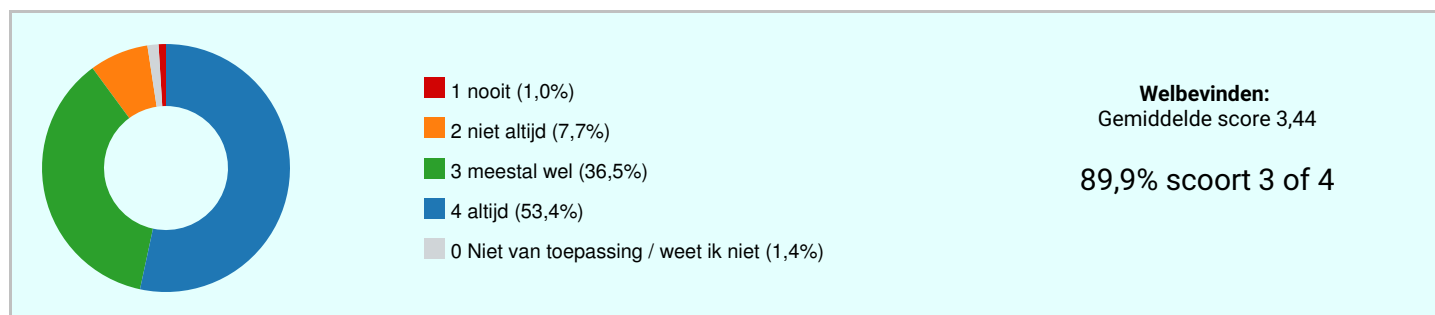 1 nooit (1,0%)
2 niet altijd (7,7%)
3 meestal wel (36,5%)
4 altijd (53,4%)
0 Niet van toepassing / weet ik niet (1,4%)
Welbevinden:
Gemiddelde score 3,44
89,9% scoort 3 of 4